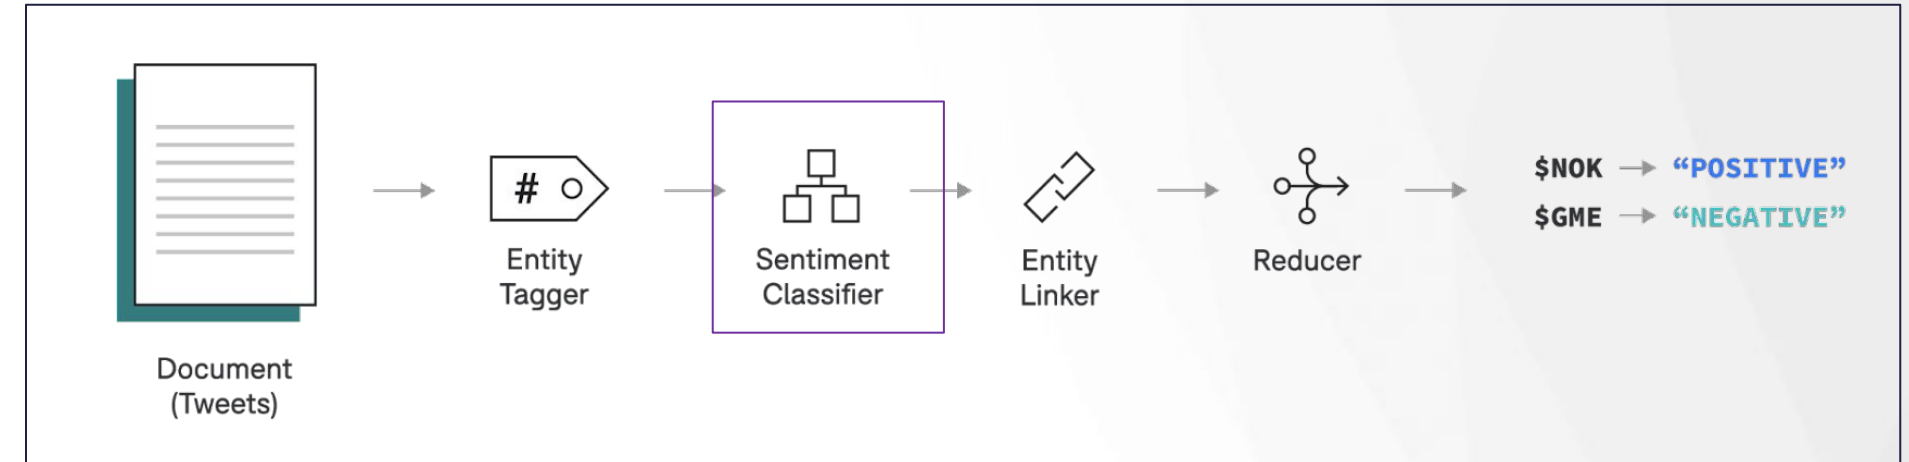 Document
(Tweets)
#
Entity
Tagger
Sentiment
Classifier
Entity
Linker
Reducer
$NOK “POSITIVE”
$GME “NEGATIVE”